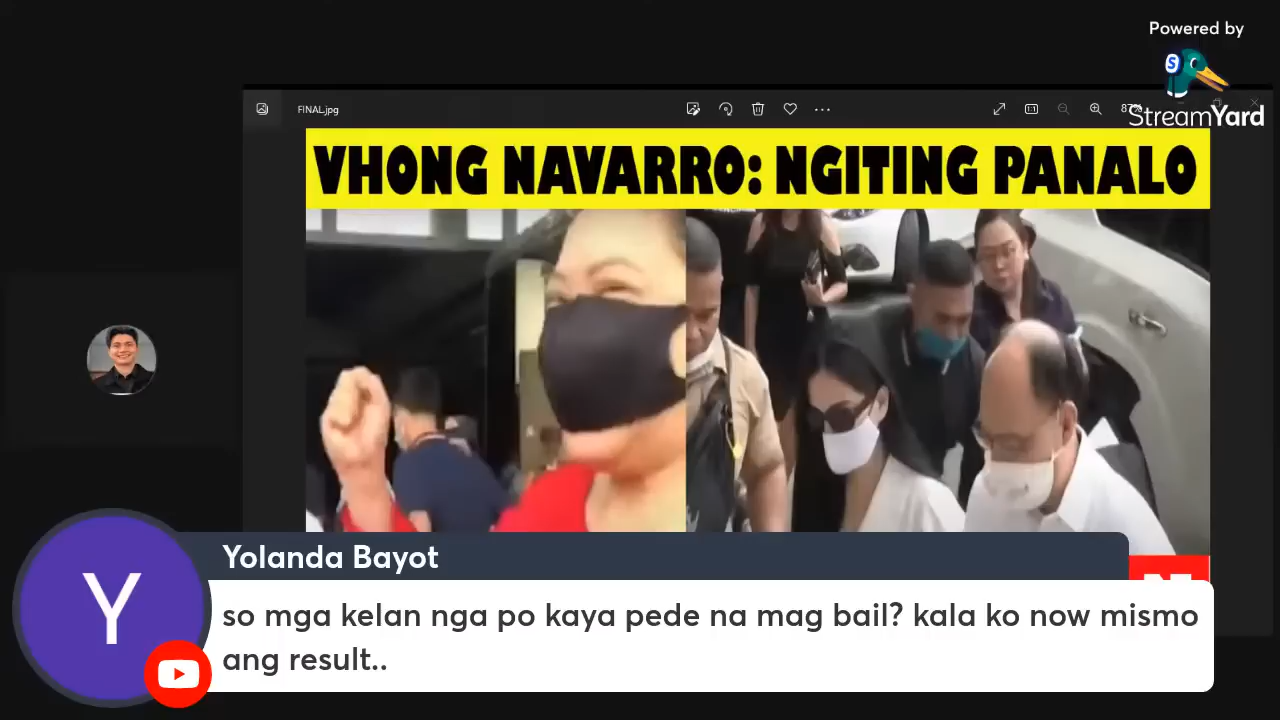 Powered by
StreamYard
FINAL.jpg
VHONG NAVARRO: NGITING PANALO
Y
Yolanda Bayot
so mga kelan nga po kaya pede na mag bail? kala ko now mismo
ang result..